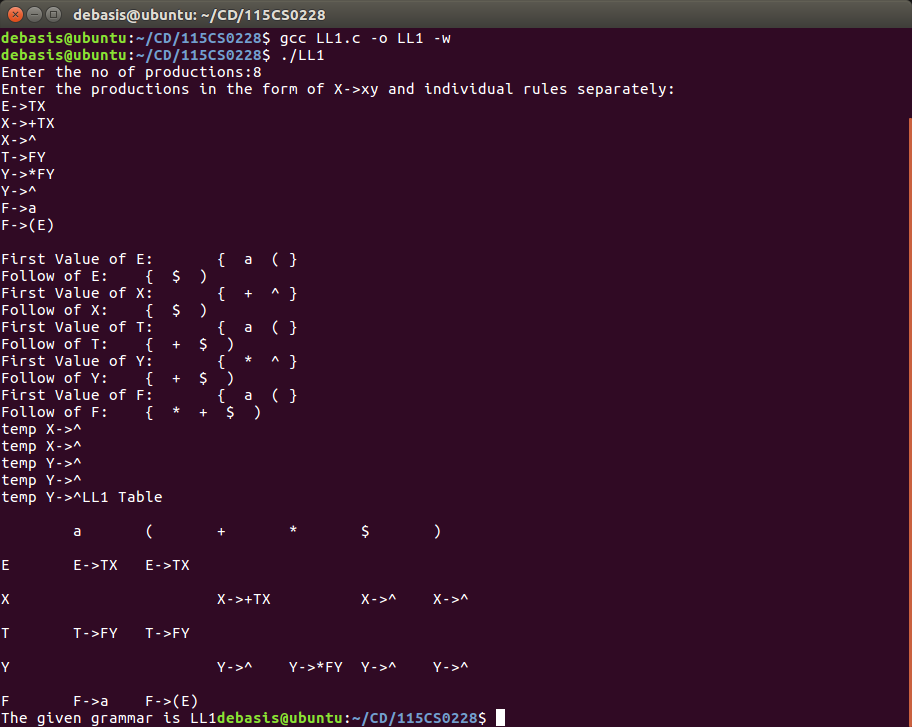 debasis@ubuntu: ~/CD/115CS0228
debasis@ubuntu:~/CD/115CS0228$ gcc LL1.c -o LL1 -w
debasis@ubuntu:~/CD/115CS0228$ ./LL1
Enter the no of productions:8
Enter the productions in the form of X->xy and individual rules separately:
E->TX
X->+TX
X->^
T->FY
Y->*FY
Y->^
F->a
F->(E)
First Value of E:       {  a  ( }
Follow of E:    {  $  )
First Value of X:       {  +  ^ }
Follow of X:    {  $  )
First Value of T:       {  a  ( }
Follow of T:    {  +  $  )
First Value of Y:       {  *  ^ }
Follow of Y:    {  +  $  )
First Value of F:       {  a  ( }
Follow of F:    {  *  +  $  )
temp X->^
temp X->^
temp Y->^
temp Y->^
temp Y->^LL1 Table
        a       (       +       *       $       )
E       E->TX   E->TX
X                       X->+TX          X->^    X->^
T       T->FY   T->FY
Y                       Y->^    Y->*FY  Y->^    Y->^
F       F->a    F->(E)
The given grammar is LL1debasis@ubuntu:~/CD/115CS0228$